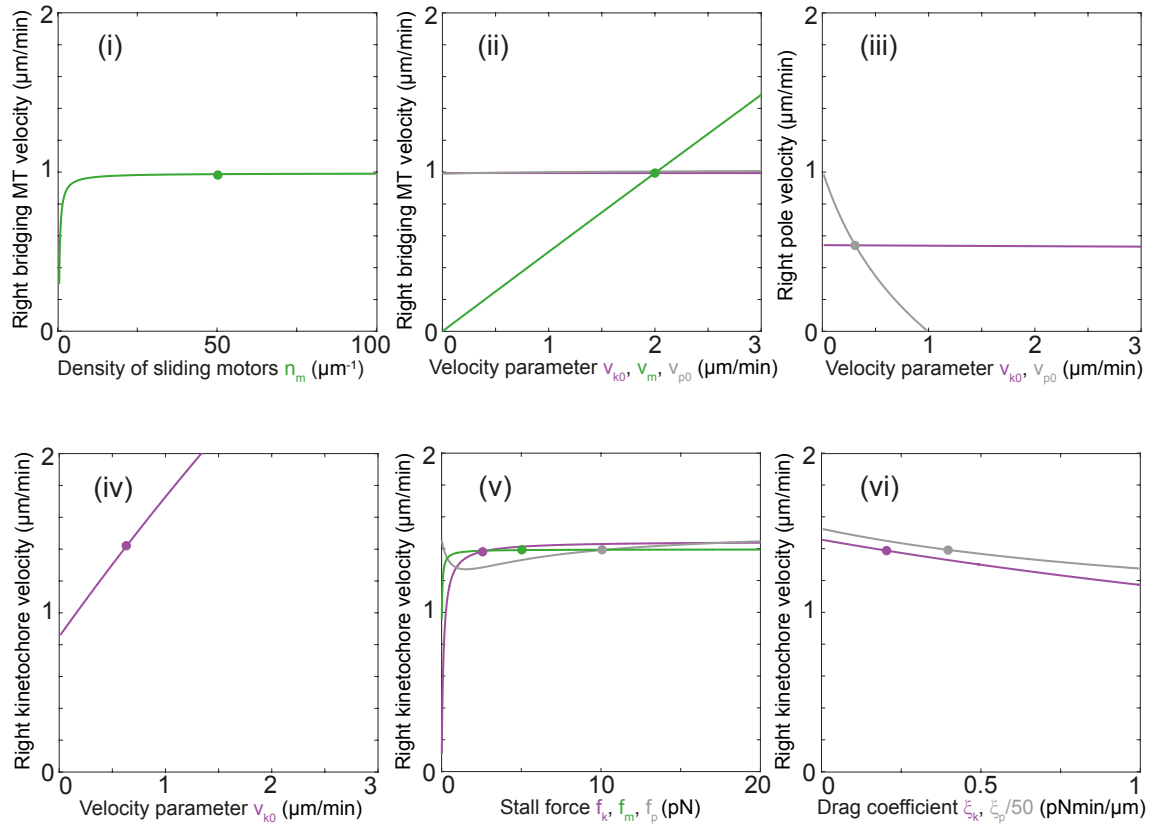 (i)
Right bridging MT velocity (µm/min)
2
1
0
0 50 100
Density of sliding motors n_m (µm⁻¹)
(ii)
Right bridging MT velocity (µm/min)
2
1
0
0 1 2 3
Velocity parameter v_k0, v_m, v_p0 (µm/min)
(iii)
Right pole velocity (µm/min)
2
1
0
0 1 2 3
Velocity parameter v_k0, v_p0 (µm/min)
(iv)
Right kinetochore velocity (µm/min)
2
1
0
0 1 2 3
Velocity parameter v_k0 (µm/min)
(v)
Right kinetochore velocity (µm/min)
2
1
0
0 10 20
Stall force f_k, f_m, f_p (pN)
(vi)
Right kinetochore velocity (µm/min)
2
1
0
0 0.5 1
Drag coefficient ξ_k, ξ_p/50 (pNmin/µm)